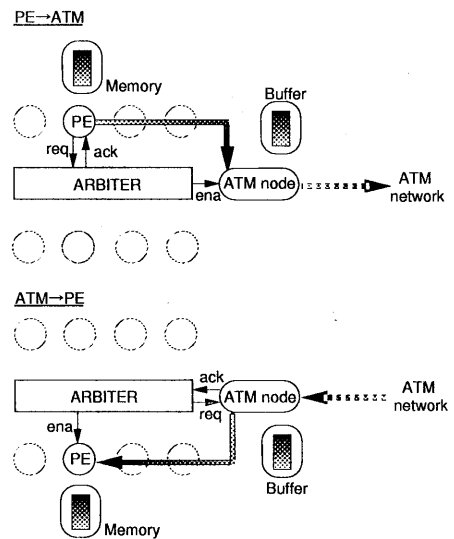 PE→ATM
Memory
Buffer
PE
req
ack
ARBITER
ena
ATM node
ATM
network
ATM→PE
ack
ARBITER
req
ATM node
ATM
network
ena
PE
Buffer
Memory